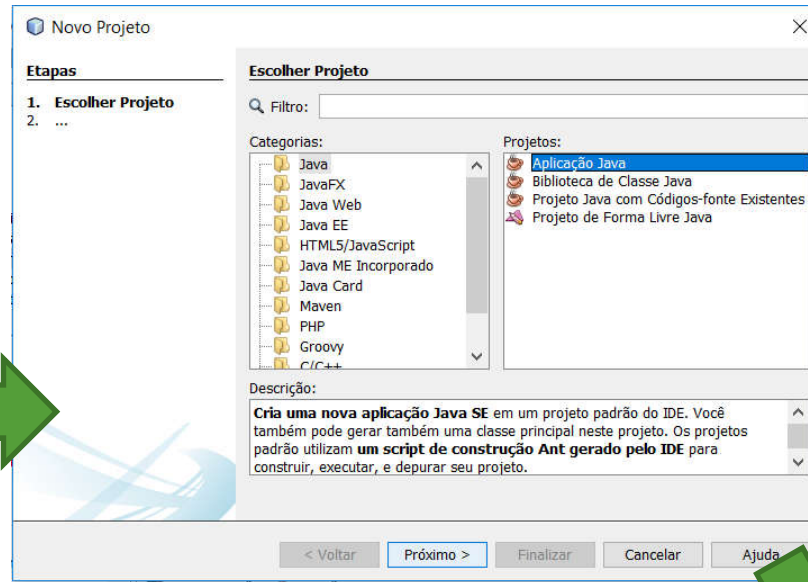 Novo Projeto
Etapas
1. Escolher Projeto
2. ...
Escolher Projeto
Filtro:
Categorias:
Java
JavaFX
Java Web
Java EE
HTML5/JavaScript
Java ME Incorporado
Java Card
Maven
PHP
Groovy
C/C++
Projetos:
Aplicação Java
Biblioteca de Classe Java
Projeto Java com Códigos-fonte Existentes
Projeto de Forma Livre Java
Descrição:
Cria uma nova aplicação Java SE em um projeto padrão do IDE. Você
também pode gerar também uma classe principal neste projeto. Os projetos
padrão utilizam um script de construção Ant gerado pelo IDE para
construir, executar, e depurar seu projeto.
< Voltar
Próximo >
Finalizar
Cancelar
Ajuda